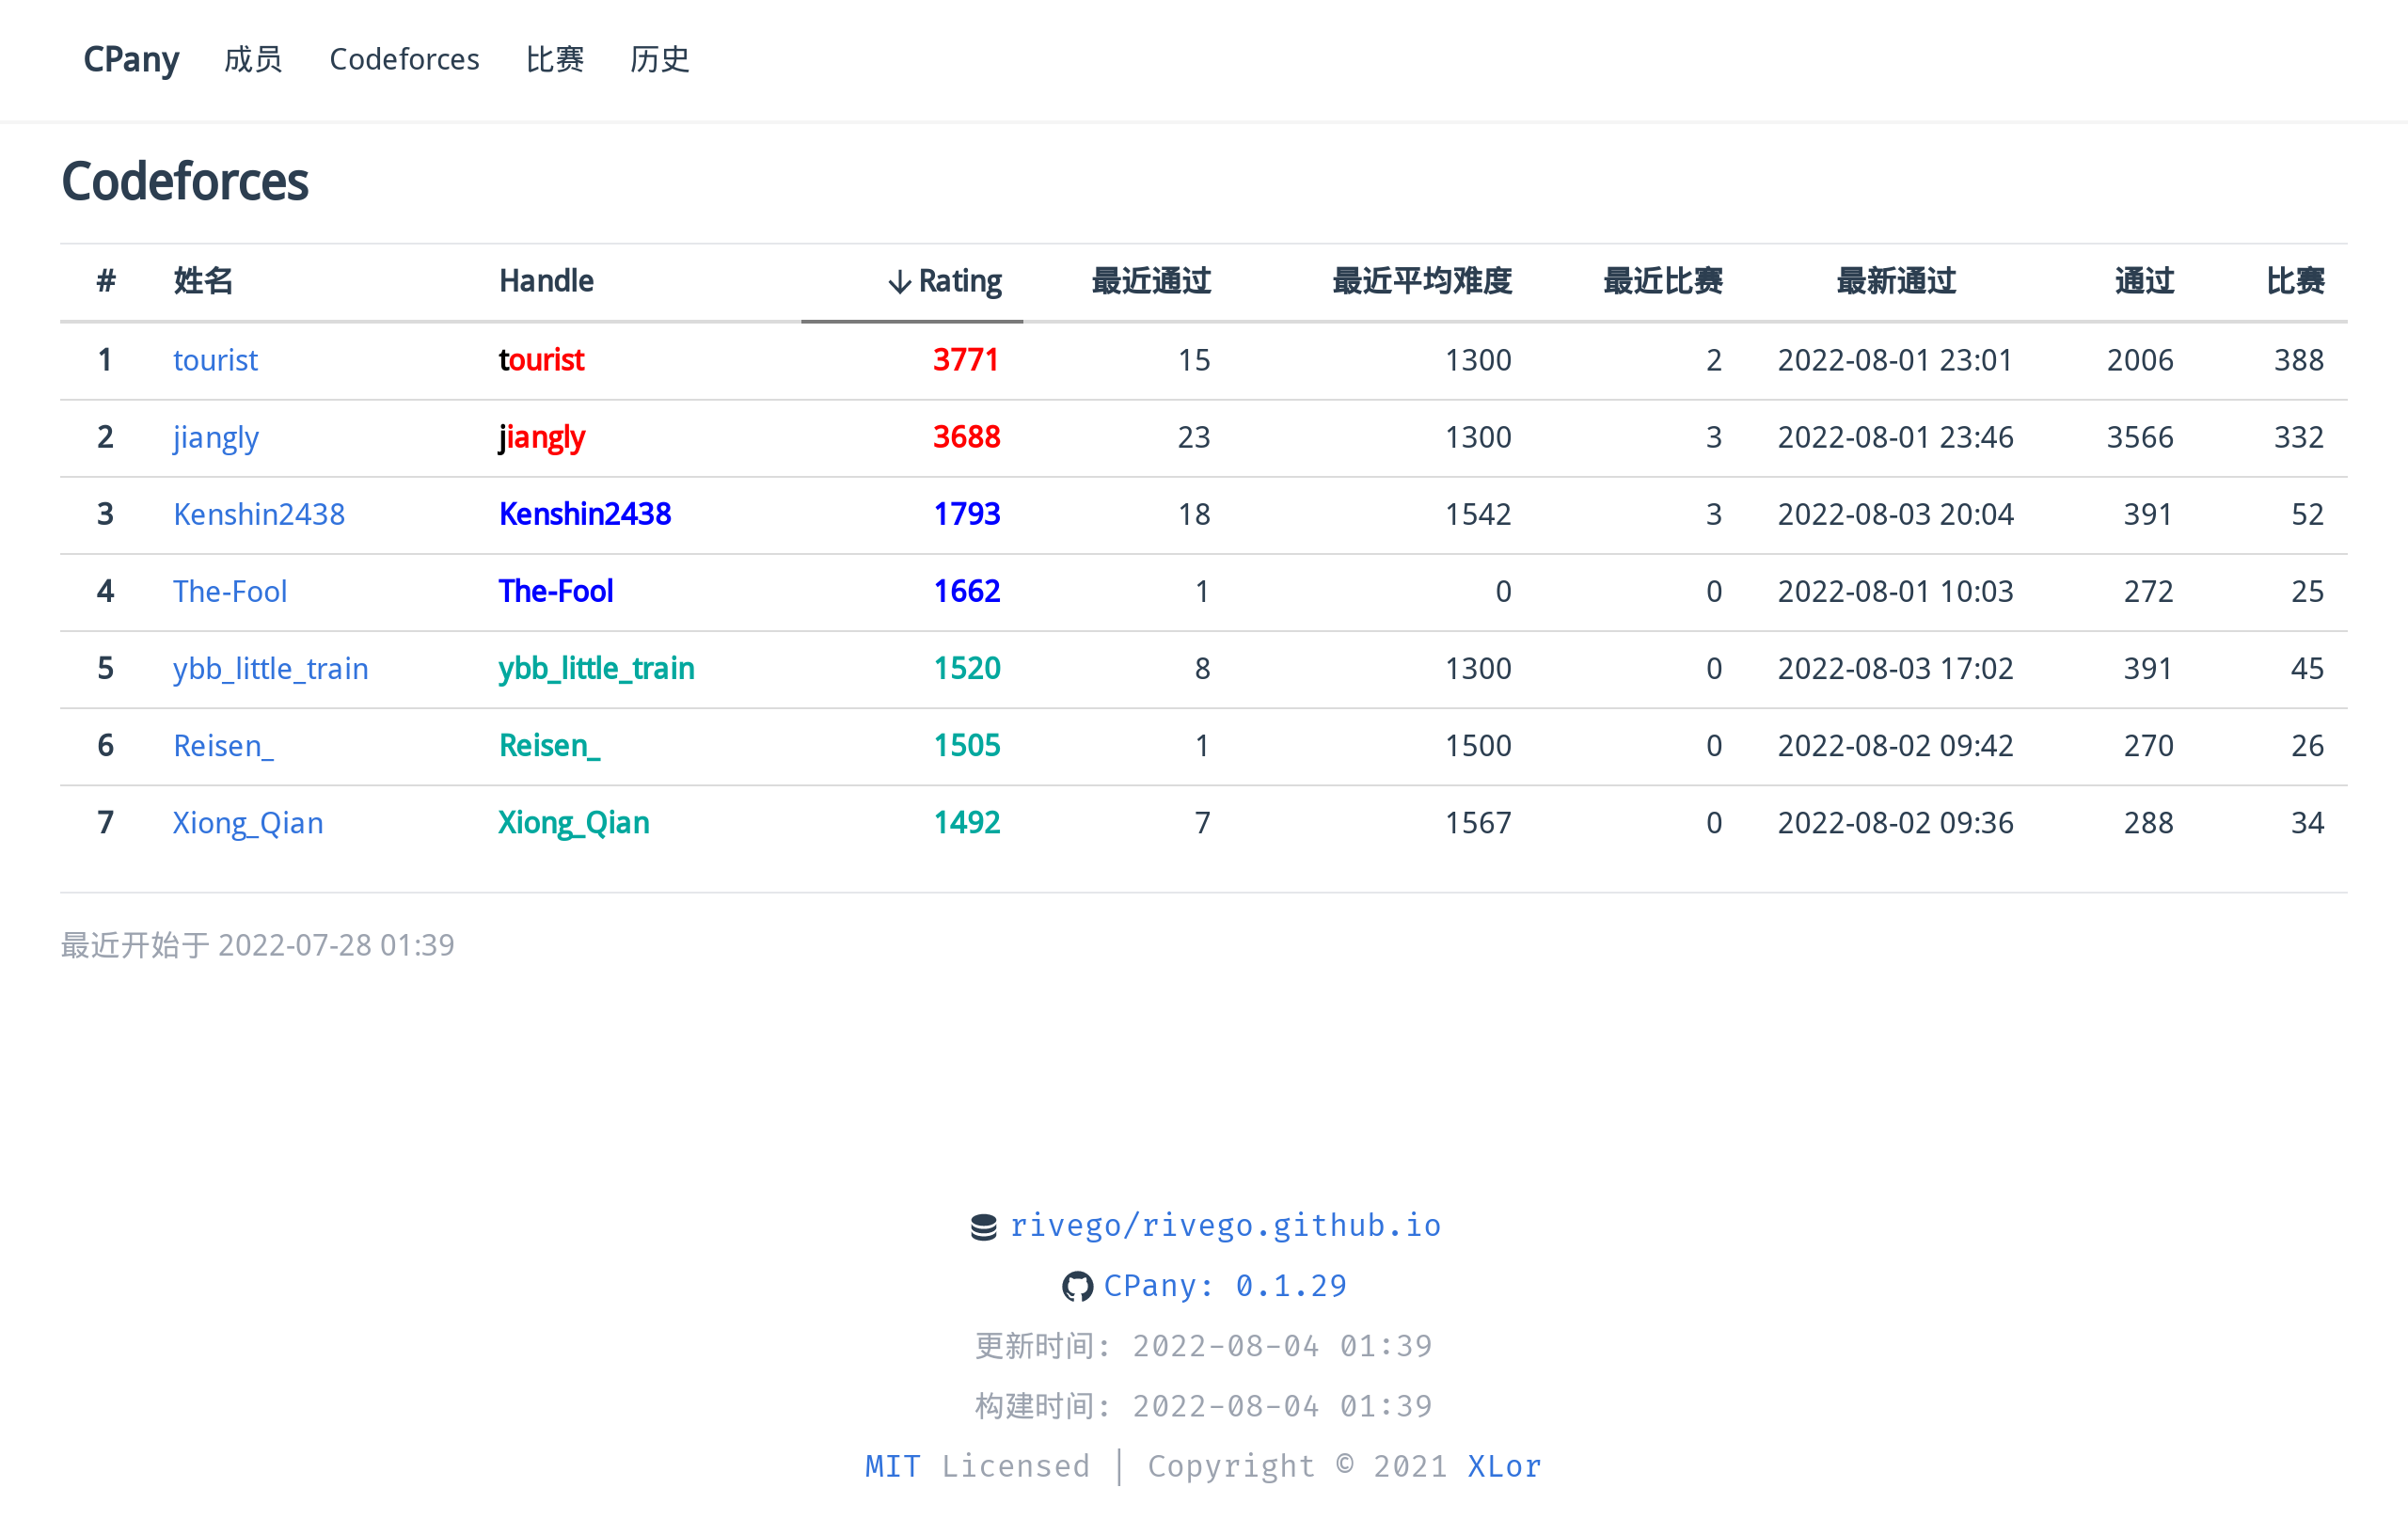 CPany 成员 Codeforces 比赛 历史
Codeforces
# 姓名 Handle ↓ Rating 最近通过 最近平均难度 最近比赛 最新通过 通过 比赛
1 tourist tourist 3771 15 1300 2 2022-08-01 23:01 2006 388
2 jiangly jiangly 3688 23 1300 3 2022-08-01 23:46 3566 332
3 Kenshin2438 Kenshin2438 1793 18 1542 3 2022-08-03 20:04 391 52
4 The-Fool The-Fool 1662 1 0 0 2022-08-01 10:03 272 25
5 ybb_little_train ybb_little_train 1520 8 1300 0 2022-08-03 17:02 391 45
6 Reisen_ Reisen_ 1505 1 1500 0 2022-08-02 09:42 270 26
7 Xiong_Qian Xiong_Qian 1492 7 1567 0 2022-08-02 09:36 288 34
最近开始于 2022-07-28 01:39
rivego/rivego.github.io
CPany: 0.1.29
更新时间: 2022-08-04 01:39
构建时间: 2022-08-04 01:39
MIT Licensed | Copyright © 2021 XLor